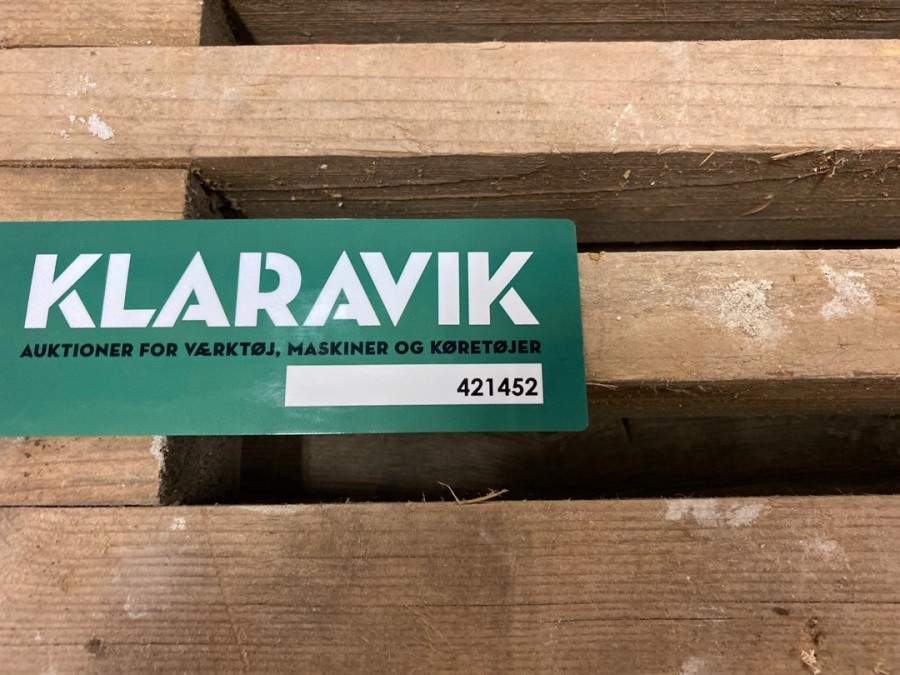 KLARAVIK
AUKTIONER FOR VÆRKTØJ, MASKINER OG KØRETØJER
421452